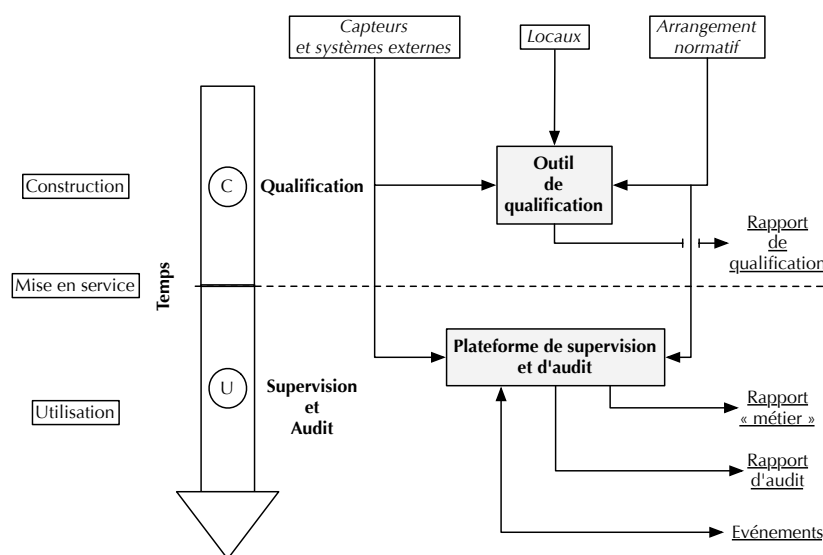 Capteurs
et systèmes externes
Locaux
Arrangement
normatif
Construction
C
Qualification
Outil
de
qualification
Rapport
de
qualification
Mise en service
Temps
Plateforme de supervision
et d'audit
U
Supervision
et
Audit
Utilisation
Rapport
« métier »
Rapport
d'audit
Evénements